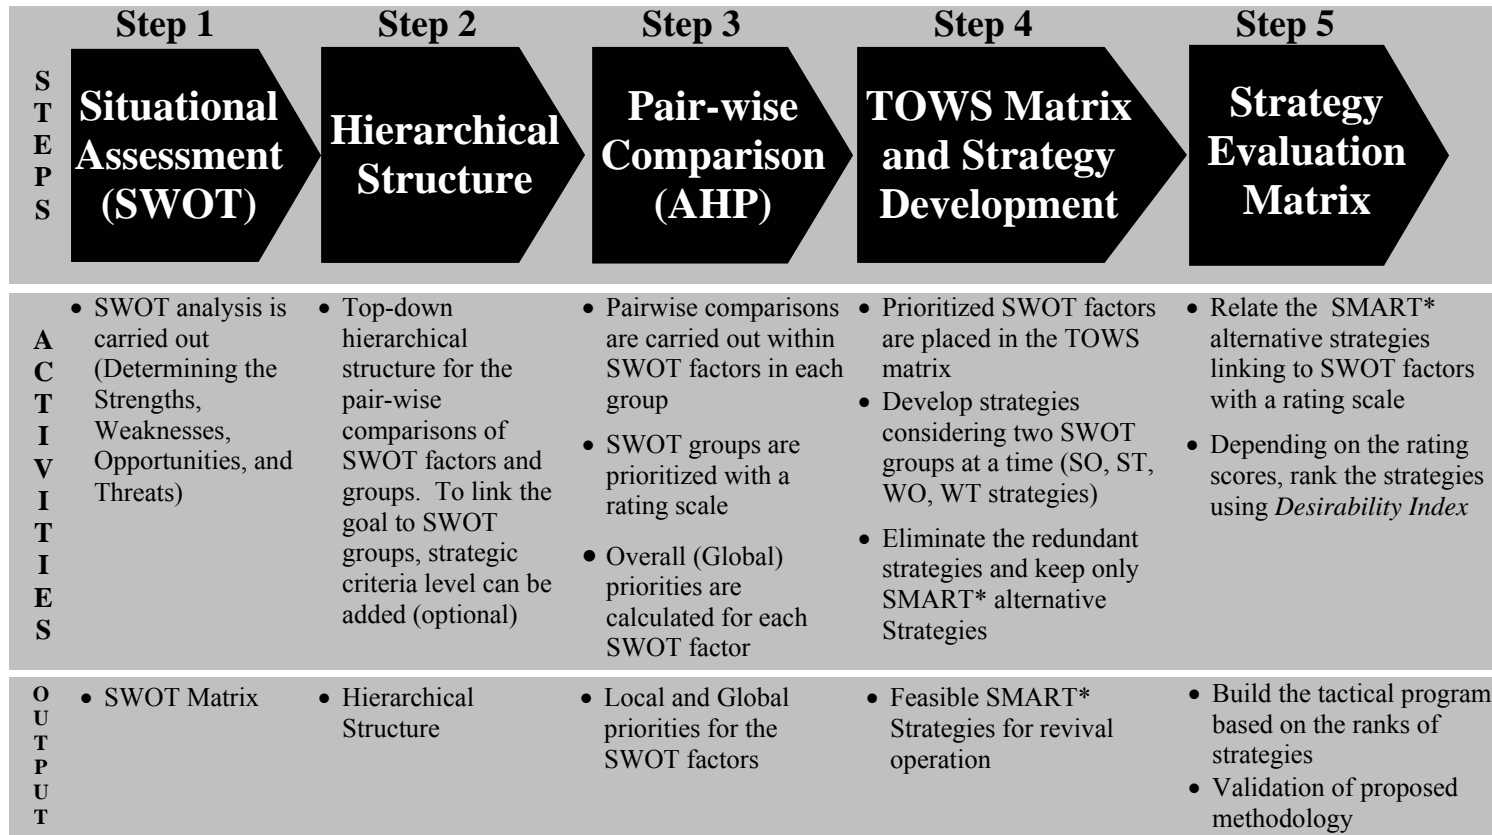 Step 1
Step 2
Step 3
Step 4
Step 5
STEPS
Situational
Assessment
(SWOT)
Hierarchical
Structure
Pair-wise
Comparison
(AHP)
TOWS Matrix
and Strategy
Development
Strategy
Evaluation
Matrix
ACTIVITIES
• SWOT analysis is
carried out
(Determining the
Strengths,
Weaknesses,
Opportunities, and
Threats)
• Top-down
hierarchical
structure for the
pair-wise
comparisons of
SWOT factors and
groups. To link the
goal to SWOT
groups, strategic
criteria level can be
added (optional)
• Pairwise comparisons
are carried out within
SWOT factors in each
group
• SWOT groups are
prioritized with a
rating scale
• Overall (Global)
priorities are
calculated for each
SWOT factor
• Prioritized SWOT factors
are placed in the TOWS
matrix
• Develop strategies
considering two SWOT
groups at a time (SO, ST,
WO, WT strategies)
• Eliminate the redundant
strategies and keep only
SMART* alternative
Strategies
• Relate the SMART*
alternative strategies
linking to SWOT factors
with a rating scale
• Depending on the rating
scores, rank the strategies
using Desirability Index
OUTPUT
• SWOT Matrix
• Hierarchical
Structure
• Local and Global
priorities for the
SWOT factors
• Feasible SMART*
Strategies for revival
operation
• Build the tactical program
based on the ranks of
strategies
• Validation of proposed
methodology